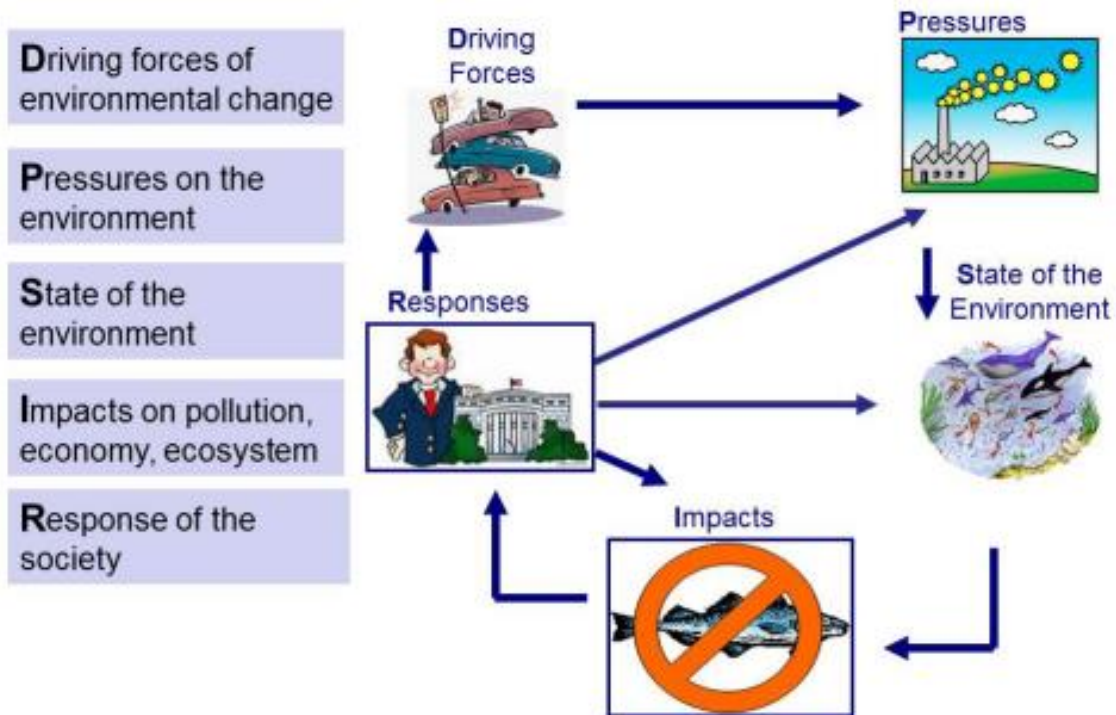 Driving forces of
environmental change
Pressures on the
environment
State of the
environment
Impacts on pollution,
economy, ecosystem
Response of the
society
Driving
Forces
Pressures
Responses
State of the
Environment
Impacts